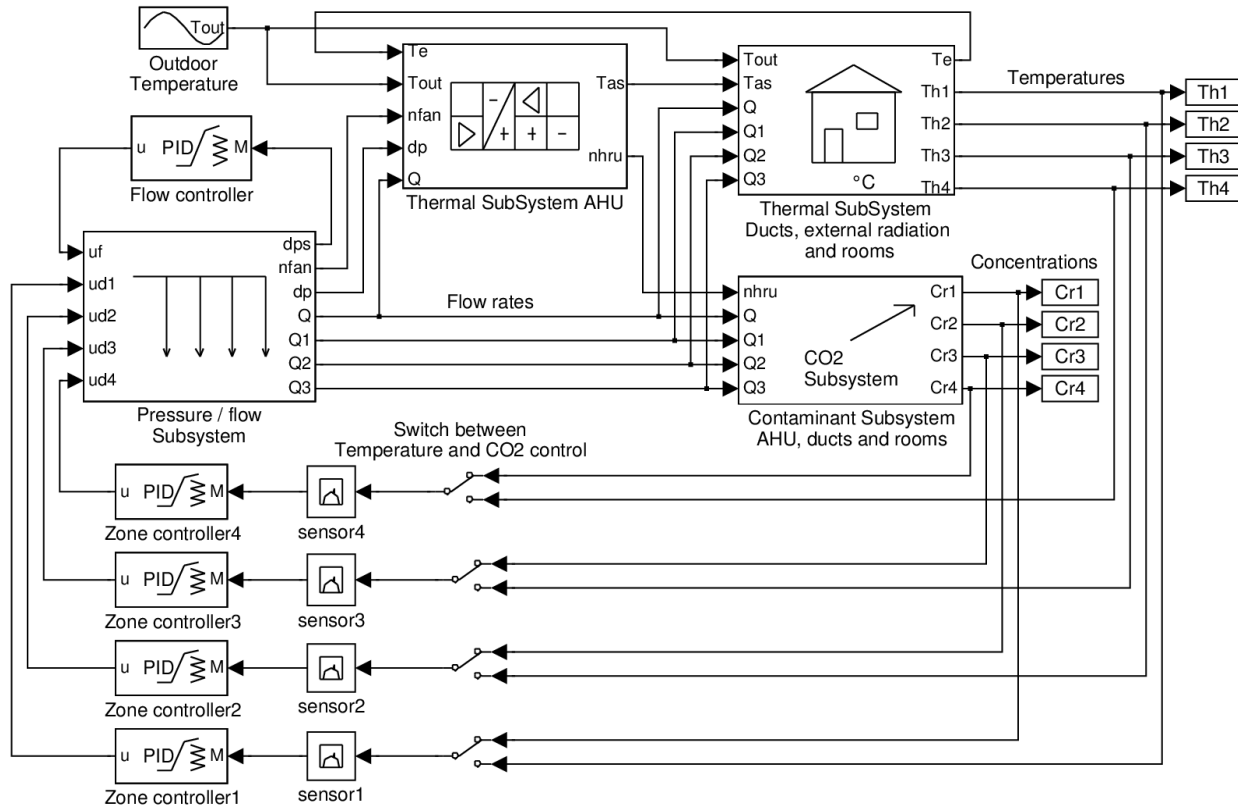 Tout
Outdoor
Temperature
u PID M
Flow controller
Te
Tout
nfan
dp
Q
Tas
nhru
Thermal SubSystem AHU
Tout
Tas
Q
Q1
Q2
Q3
Te
Th1
Th2
Th3
Th4
°C
Thermal SubSystem
Ducts, external radiation
and rooms
Temperatures
Th1
Th2
Th3
Th4
uf
ud1
ud2
ud3
ud4
dps
nfan
dp
Q
Q1
Q2
Q3
Pressure / flow
Subsystem
Flow rates
nhru
Q
Q1
Q2
Q3
CO2
Subsystem
Cr1
Cr2
Cr3
Cr4
Contaminant Subsystem
AHU, ducts and rooms
Concentrations
Cr1
Cr2
Cr3
Cr4
Switch between
Temperature and CO2 control
u PID M
Zone controller4
sensor4
u PID M
Zone controller3
sensor3
u PID M
Zone controller2
sensor2
u PID M
Zone controller1
sensor1